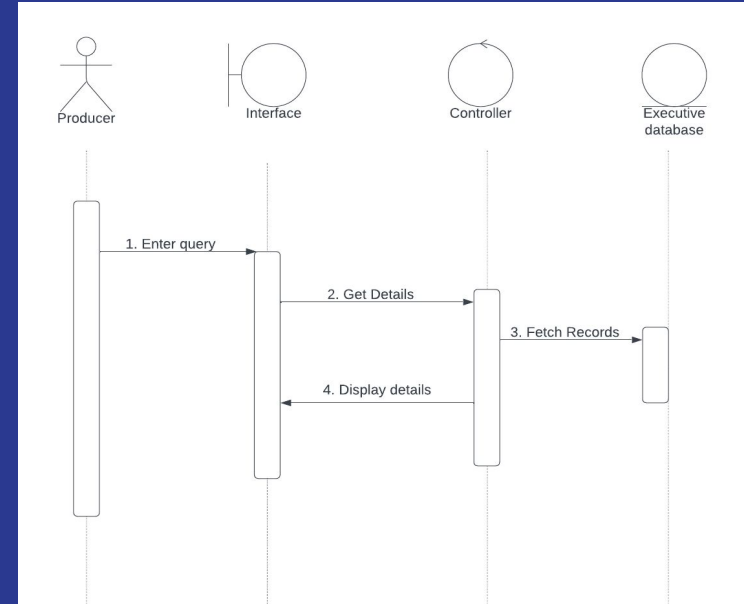 Producer
Interface
Controller
Executive
database
1. Enter query
2. Get Details
3. Fetch Records
4. Display details